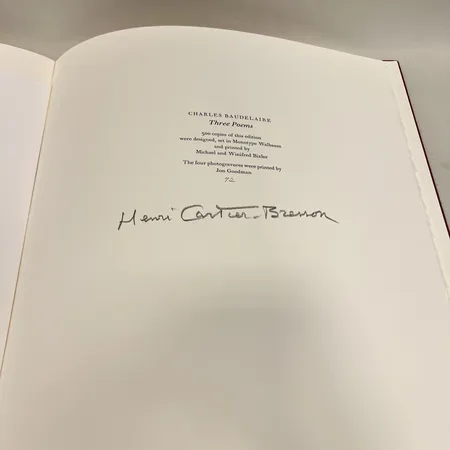 CHARLES BAUDELAIRE
Three Poems
500 copies of this edition
were designed, set in Monotype Walbaum
and printed by
Michael and Winifred Bixler
The four photogravures were printed by
Jon Goodman
72
Henri Cartier-Bresson